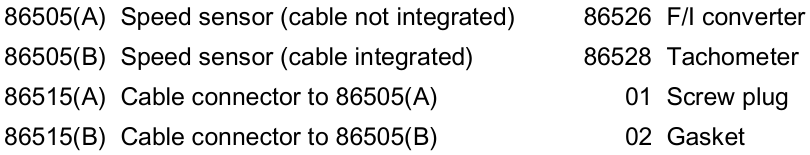 86505(A) Speed sensor (cable not integrated) 86526 F/I converter
86505(B) Speed sensor (cable integrated) 86528 Tachometer
86515(A) Cable connector to 86505(A) 01 Screw plug
86515(B) Cable connector to 86505(B) 02 Gasket